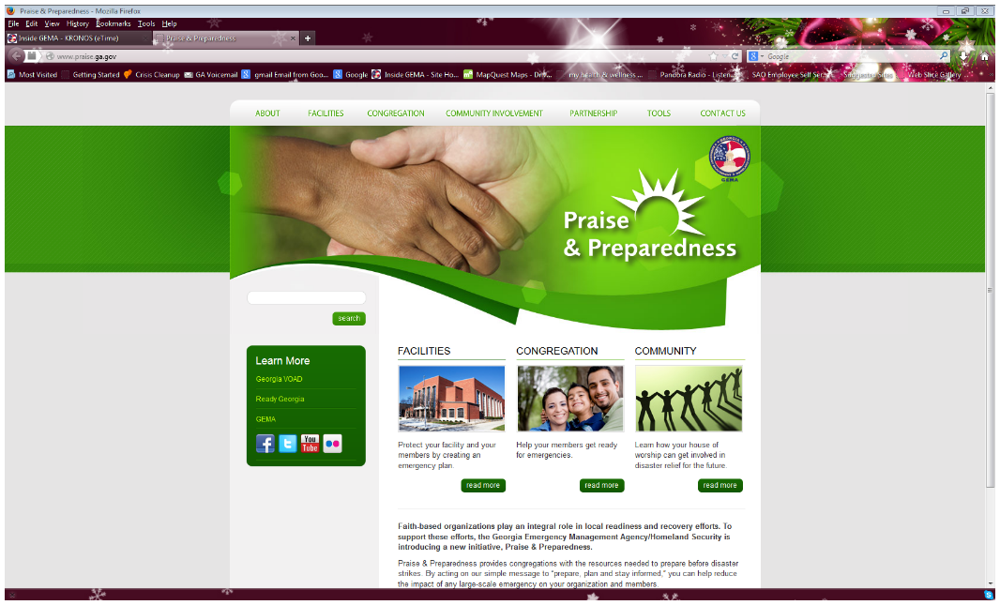 Praise & Preparedness - Mozilla Firefox
File Edit View History Bookmarks Tools Help
Inside GEMA - KRONOS (eTime) Praise & Preparedness
www.praise.ga.gov Google
Most Visited Getting Started Crisis Cleanup GA Voicemail gmail Email from Goo... Google Inside GEMA - Site Ho... MapQuest Maps - Driv... my health & wellness ... Pandora Radio - Listen... SAO Employee Self Ser... Suggested Sites Web Slice Gallery
ABOUT FACILITIES CONGREGATION COMMUNITY INVOLVEMENT PARTNERSHIP TOOLS CONTACT US
GEORGIA
GEMA
Praise
& Preparedness
search
Learn More
Georgia VOAD
Ready Georgia
GEMA
You
Tube
FACILITIES CONGREGATION COMMUNITY
Protect your facility and your
members by creating an
emergency plan.
read more
Help your members get ready
for emergencies.
read more
Learn how your house of
worship can get involved in
disaster relief for the future.
read more
Faith-based organizations play an integral role in local readiness and recovery efforts. To
support these efforts, the Georgia Emergency Management Agency/Homeland Security is
introducing a new initiative, Praise & Preparedness.
Praise & Preparedness provides congregations with the resources needed to prepare before disaster
strikes. By acting on our simple message to "prepare, plan and stay informed," you can help reduce
the impact of any large-scale emergency on your organization and members.